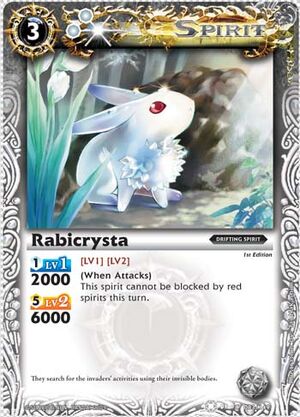 3
SPIRIT
Rabicrysta
DRIFTING SPIRIT
1st Edition
1 LV1
2000
[LV1] [LV2]
(When Attacks)
This spirit cannot be blocked by red
spirits this turn.
5 LV2
6000
They search for the invaders' activities using their invisible bodies.